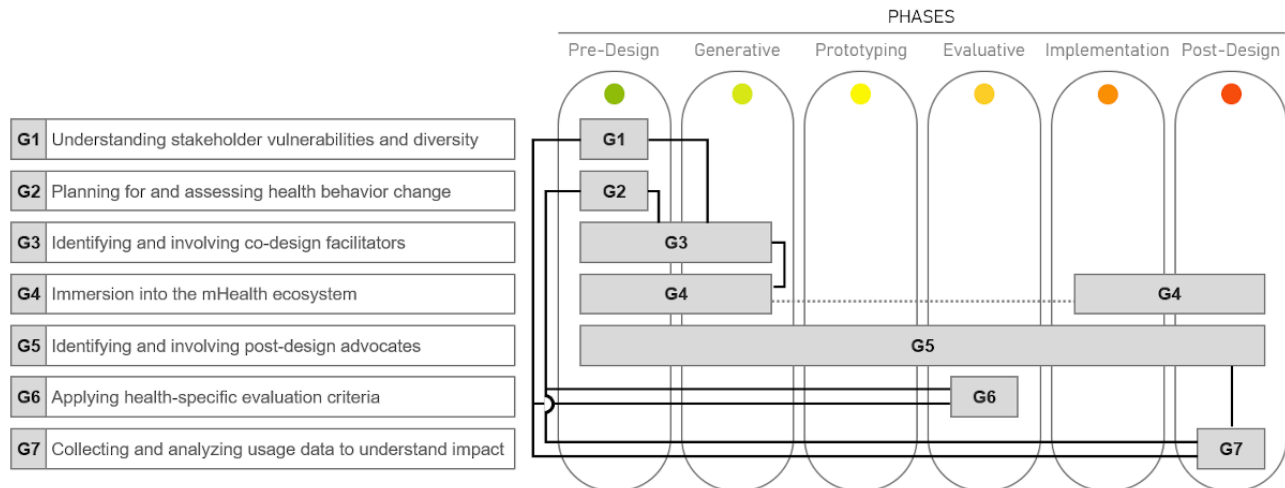 PHASES
Pre-Design Generative Prototyping Evaluative Implementation Post-Design
G1 Understanding stakeholder vulnerabilities and diversity G1
G2 Planning for and assessing health behavior change G2
G3 Identifying and involving co-design facilitators G3
G4 Immersion into the mHealth ecosystem G4 G4
G5 Identifying and involving post-design advocates G5
G6 Applying health-specific evaluation criteria G6
G7 Collecting and analyzing usage data to understand impact G7